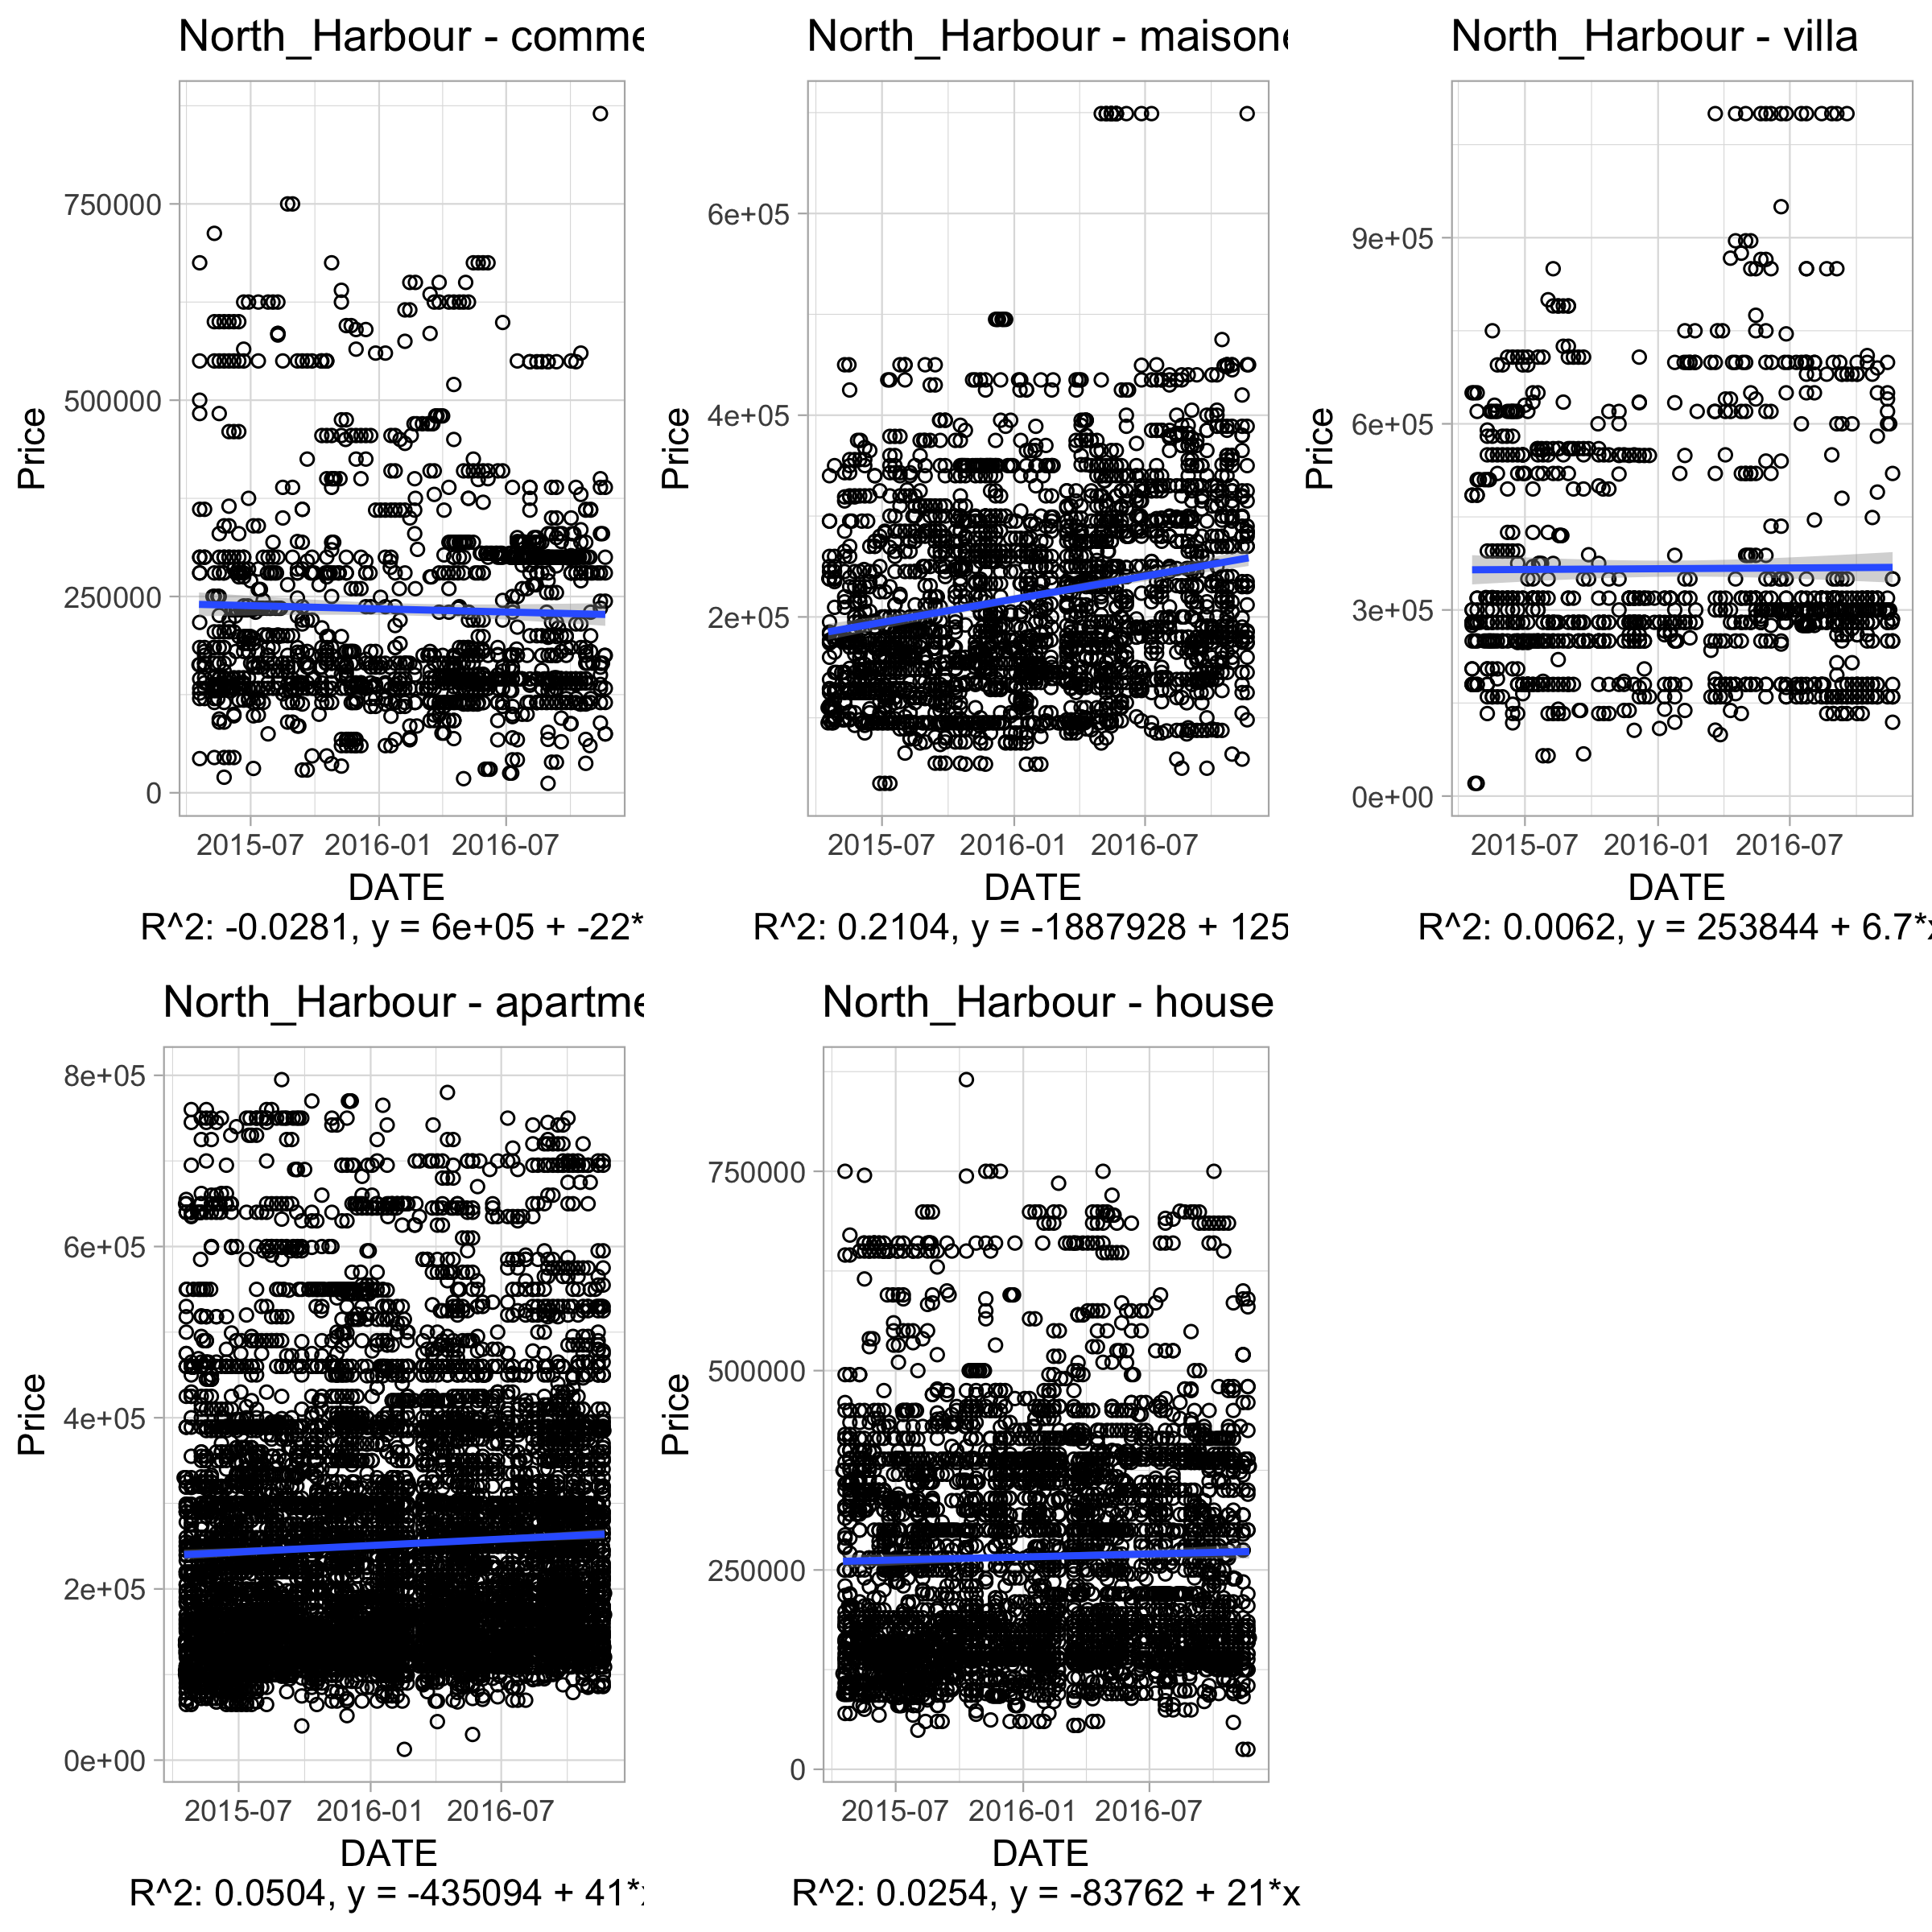 North_Harbour - comme
Price
750000
500000
250000
0
2015-07 2016-01 2016-07
DATE
R^2: -0.0281, y = 6e+05 + -22*
North_Harbour - maison
Price
6e+05
4e+05
2e+05
2015-07 2016-01 2016-07
DATE
R^2: 0.2104, y = -1887928 + 125
North_Harbour - villa
Price
9e+05
6e+05
3e+05
0e+00
2015-07 2016-01 2016-07
DATE
R^2: 0.0062, y = 253844 + 6.7*x
North_Harbour - apartme
Price
8e+05
6e+05
4e+05
2e+05
0e+00
2015-07 2016-01 2016-07
DATE
R^2: 0.0504, y = -435094 + 41*x
North_Harbour - house
Price
750000
500000
250000
0
2015-07 2016-01 2016-07
DATE
R^2: 0.0254, y = -83762 + 21*x